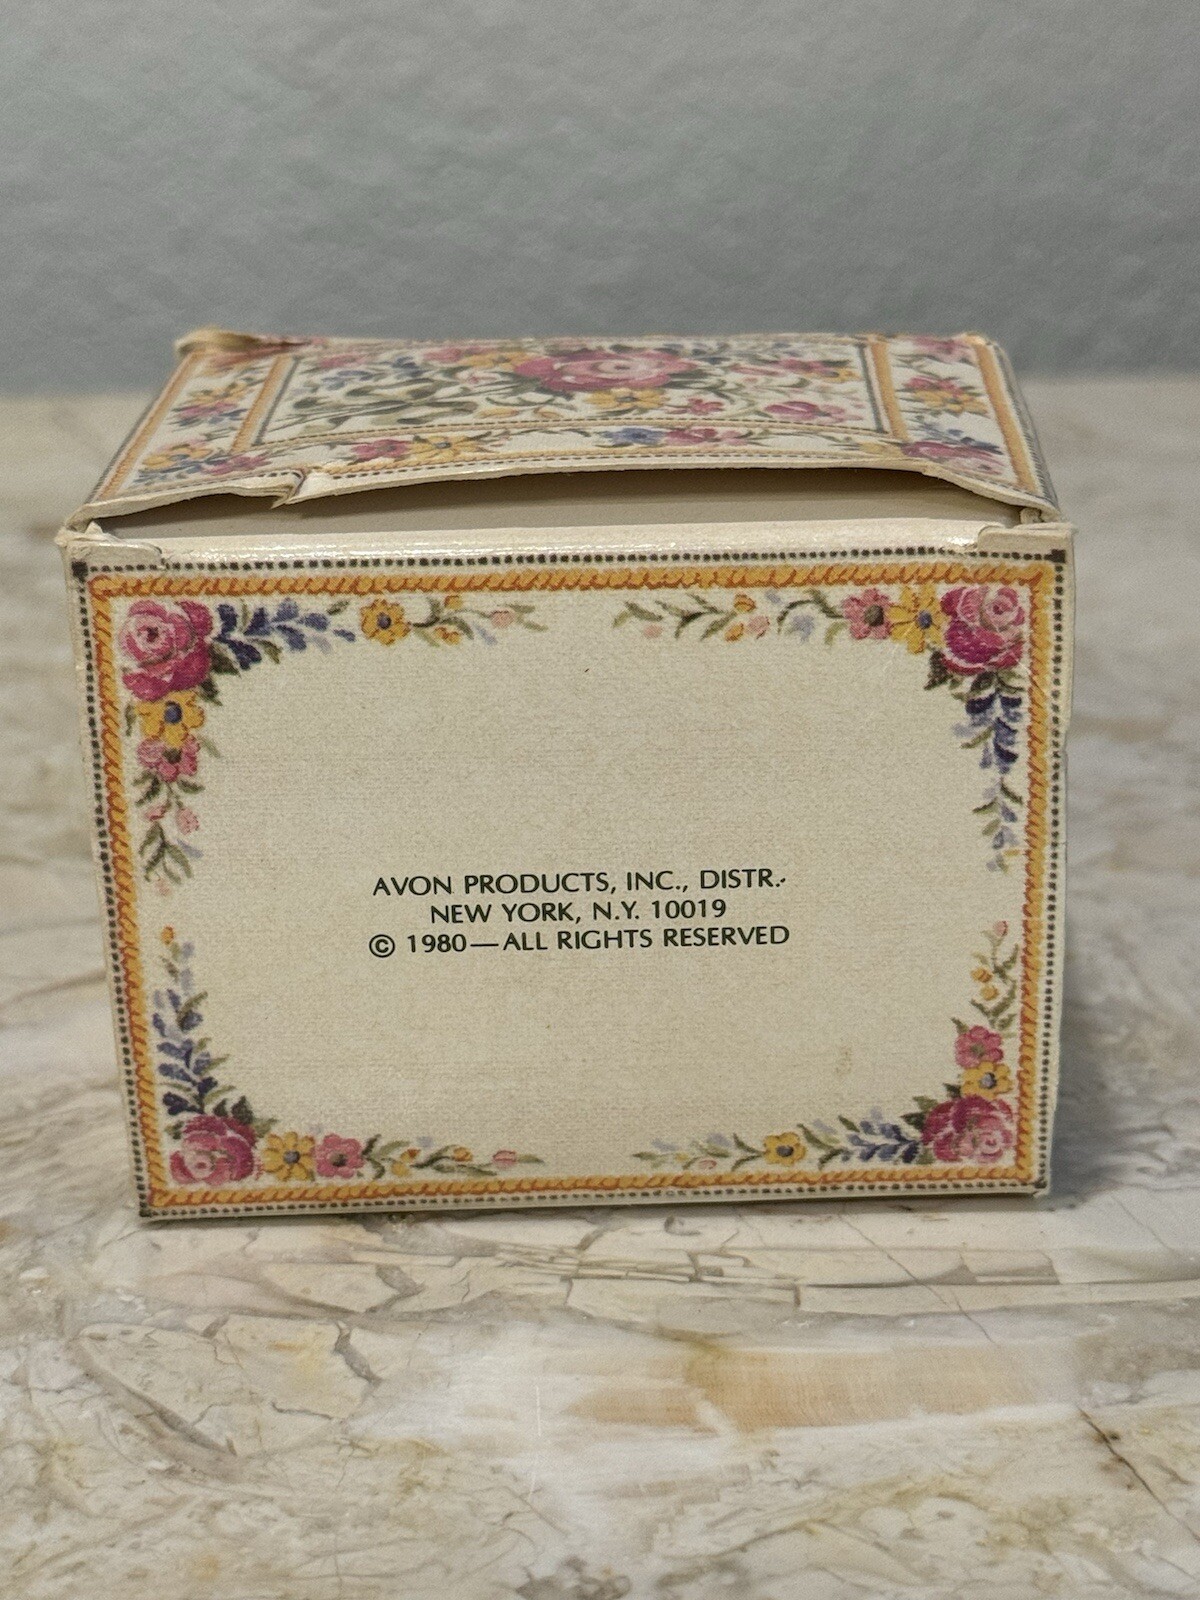 AVON PRODUCTS, INC., DISTR.
NEW YORK, N.Y. 10019
© 1980—ALL RIGHTS RESERVED